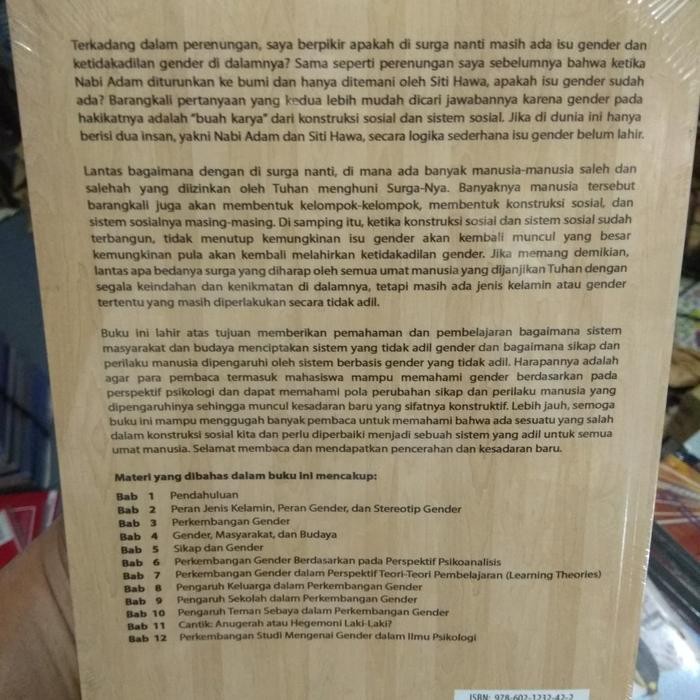 Terkadang dalam perenungan, saya berpikir apakah di surga nanti masih ada isu gender dan
ketidakadilan gender di dalamnya? Sama seperti perenungan saya sebelumnya bahwa ketika
Nabi Adam diturunkan ke bumi dan hanya ditemani oleh Siti Hawa, apakah isu gender sudah
ada? Barangkali pertanyaan yang kedua lebih mudah dicari jawabannya karena gender pada
hakikatnya adalah "buah karya" dari konstruksi sosial dan sistem sosial. Jika di dunia ini hanya
berisi dua insan, yakni Nabi Adam dan Siti Hawa, secara logika sederhana isu gender belum lahir.
Lantas bagaimana dengan di surga nanti, di mana ada banyak manusia-manusia saleh dan
salehah yang diizinkan oleh Tuhan menghuni Surga-Nya. Banyaknya manusia tersebut
barangkali juga akan membentuk kelompok-kelompok, membentuk konstruksi sosial, dan
sistem sosialnya masing-masing. Di samping itu, ketika konstruksi sosial dan sistem sosial sudah
terbangun, tidak menutup kemungkinan isu gender akan kembali muncul yang besar
kemungkinan pula akan kembali melahirkan ketidakadilan gender. Jika memang demikian,
lantas apa bedanya surga yang diharap oleh semua umat manusia yang dijanjikan Tuhan dengan
segala keindahan dan kenikmatan di dalamnya, tetapi masih ada jenis kelamin atau gender
tertentu yang masih diperlakukan secara tidak adil.
Buku ini lahir atas tujuan memberikan pemahaman dan pembelajaran bagaimana sistem
masyarakat dan budaya menciptakan sistem yang tidak adil gender dan bagaimana sikap dan
perilaku manusia dipengaruhi oleh sistem berbasis gender yang tidak adil. Harapannya adalah
agar para pembaca termasuk mahasiswa mampu memahami gender berdasarkan pada
perspektif psikologi dan dapat memahami pola perubahan sikap dan perilaku manusia yang
dipengaruhinya sehingga muncul kesadaran baru yang sifatnya konstruktif. Lebih jauh, semoga
buku ini mampu menggugah banyak pembaca untuk memahami bahwa ada sesuatu yang salah
dalam konstruksi sosial kita dan perlu diperbaiki menjadi sebuah sistem yang adil untuk semua
umat manusia. Selamat membaca dan mendapatkan pencerahan dan kesadaran baru.
Materi yang dibahas dalam buku ini mencakup:
Bab 1 Pendahuluan
Bab 2 Peran Jenis Kelamin, Peran Gender, dan Stereotip Gender
Bab 3 Perkembangan Gender
Bab 4 Gender, Masyarakat, dan Budaya
Bab 5 Sikap dan Gender
Bab 6 Perkembangan Gender Berdasarkan pada Perspektif Psikoanalisis
Bab 7 Perkembangan Gender dalam Perspektif Teori-Teori Pembelajaran (Learning Theories)
Bab 8 Pengaruh Keluarga dalam Perkembangan Gender
Bab 9 Pengaruh Sekolah dalam Perkembangan Gender
Bab 10 Pengaruh Teman Sebaya dalam Perkembangan Gender
Bab 11 Cantik: Anugerah atau Hegemoni Laki-Laki?
Bab 12 Perkembangan Studi Mengenai Gender dalam Ilmu Psikologi
ISBN: 978-602-1232-42-2